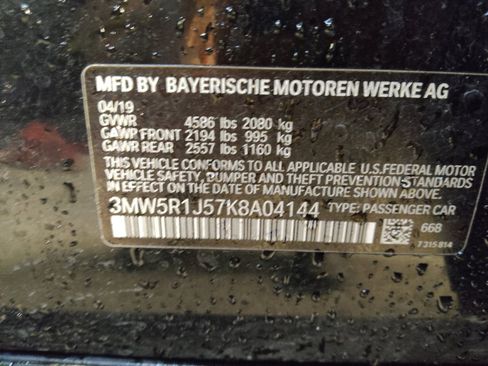 MFD BY BAYERISCHE MOTOREN WERKE AG
04/19
GVWR 4586 lbs 2080 kg
GAWR FRONT 2194 lbs 995 kg
GAWR REAR 2557 lbs 1160 kg
THIS VEHICLE CONFORMS TO ALL APPLICABLE U.S.FEDERAL MOTOR
VEHICLE SAFETY, BUMPER, AND THEFT PREVENTION STANDARDS
IN EFFECT ON THE DATE OF MANUFACTURE SHOWN ABOVE.
3MW5R1J57K8A04144 TYPE: PASSENGER CAR
668
7315814